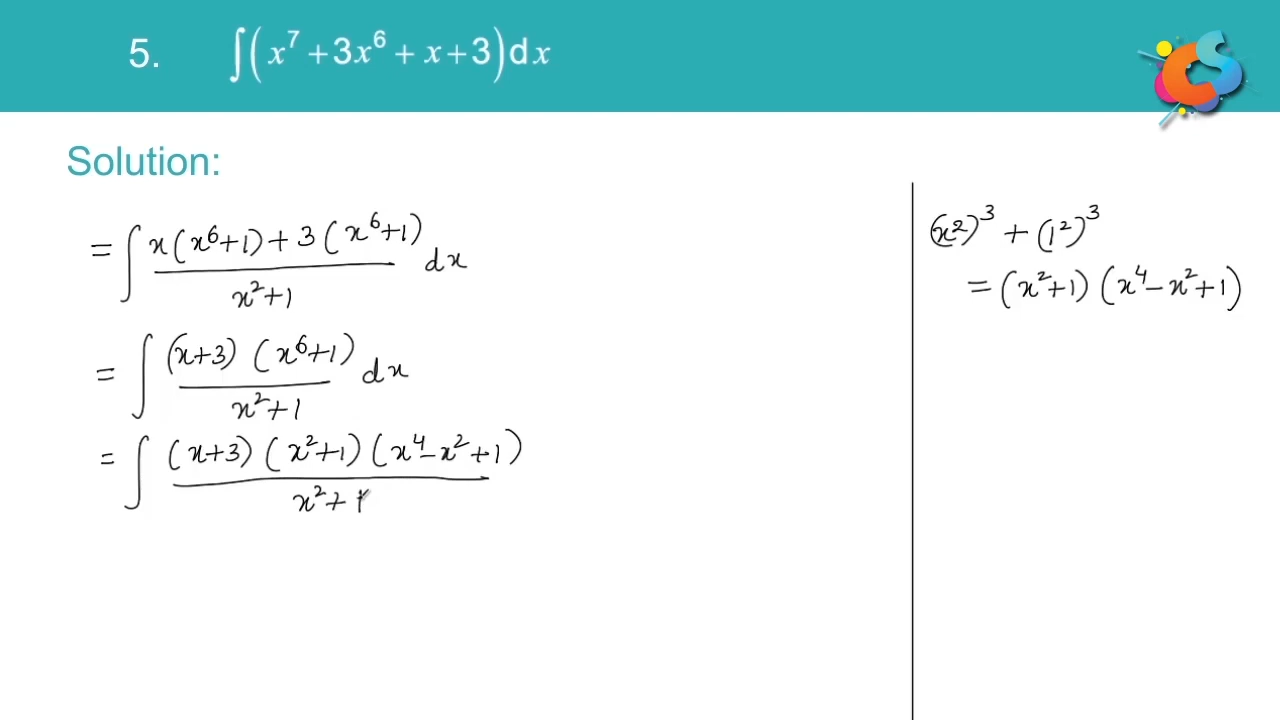 5. ∫(x⁷ + 3x⁶ + x + 3)dx
Solution:
= ∫ x(x⁶+1) + 3(x⁶+1) / x²+1 dx
= ∫ (x+3) (x⁶+1) / x²+1 dx
= ∫ (x+3) (x²+1) (x⁴-x²+1) / x²+1
(x²)³ + (1²)³
= (x²+1) (x⁴-x²+1)
CS